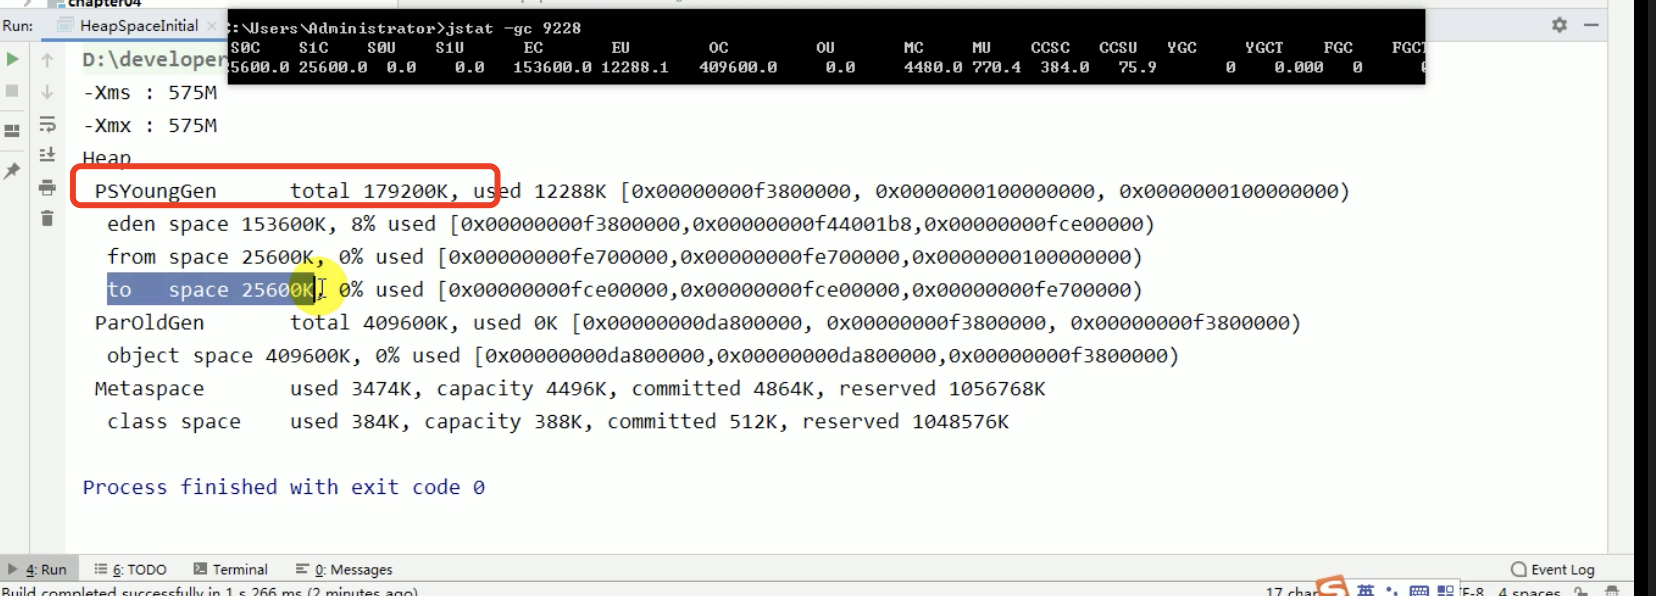 chapter04
Run: HeapSpaceInitial ×
:\Users\Administrator>jstat -gc 9228
S0C S1C S0U S1U EC EU OC OU MC MU CCSC CCSU YGC YGCT FGC FGCT
5600.0 25600.0 0.0 0.0 153600.0 12288.1 409600.0 0.0 4480.0 770.4 384.0 75.9 0 0.000 0
D:\developer
-Xms : 575M
-Xmx : 575M
Heap
PSYoungGen total 179200K, used 12288K [0x00000000f3800000, 0x0000000100000000, 0x0000000100000000)
eden space 153600K, 8% used [0x00000000f3800000,0x00000000f44001b8,0x00000000fce00000)
from space 25600K, 0% used [0x00000000fe700000,0x00000000fe700000,0x0000000100000000)
to space 25600K, 0% used [0x00000000fce00000,0x00000000fce00000,0x00000000fe700000)
ParOldGen total 409600K, used 0K [0x00000000da800000, 0x00000000f3800000, 0x00000000f3800000)
object space 409600K, 0% used [0x00000000da800000,0x00000000da800000,0x00000000f3800000)
Metaspace used 3474K, capacity 4496K, committed 4864K, reserved 1056768K
class space used 384K, capacity 388K, committed 512K, reserved 1048576K
Process finished with exit code 0
4: Run 6: TODO Terminal 0: Messages Event Log
Build completed successfully in 1 s 266 ms (2 minutes ago) 17 char 英 F-8 4 spaces